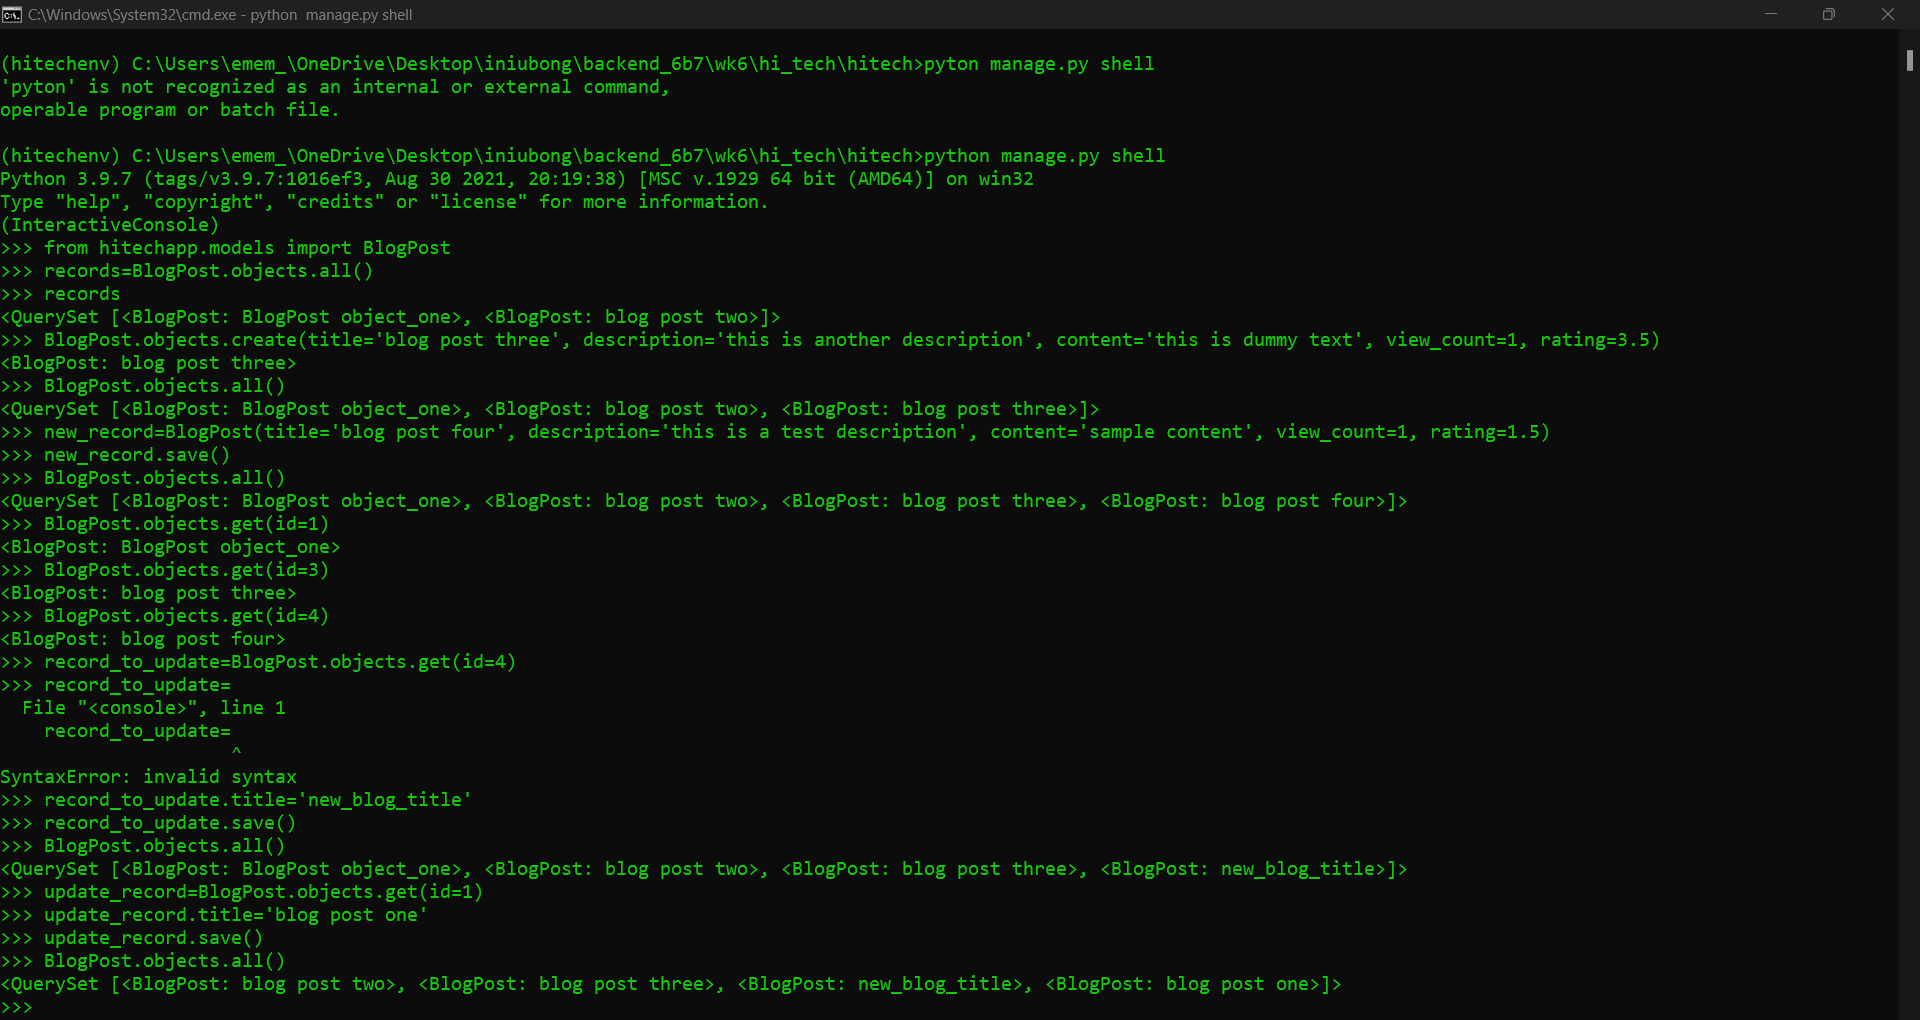 C:\Windows\System32\cmd.exe - python  manage.py shell
(hitechenv) C:\Users\emem_\OneDrive\Desktop\iniubong\backend_6b7\wk6\hi_tech\hitech>pyton manage.py shell
'pyton' is not recognized as an internal or external command,
operable program or batch file.
(hitechenv) C:\Users\emem_\OneDrive\Desktop\iniubong\backend_6b7\wk6\hi_tech\hitech>python manage.py shell
Python 3.9.7 (tags/v3.9.7:1016ef3, Aug 30 2021, 20:19:38) [MSC v.1929 64 bit (AMD64)] on win32
Type "help", "copyright", "credits" or "license" for more information.
(InteractiveConsole)
>>> from hitechapp.models import BlogPost
>>> records=BlogPost.objects.all()
>>> records
<QuerySet [<BlogPost: BlogPost object_one>, <BlogPost: blog post two>]>
>>> BlogPost.objects.create(title='blog post three', description='this is another description', content='this is dummy text', view_count=1, rating=3.5)
<BlogPost: blog post three>
>>> BlogPost.objects.all()
<QuerySet [<BlogPost: BlogPost object_one>, <BlogPost: blog post two>, <BlogPost: blog post three>]>
>>> new_record=BlogPost(title='blog post four', description='this is a test description', content='sample content', view_count=1, rating=1.5)
>>> new_record.save()
>>> BlogPost.objects.all()
<QuerySet [<BlogPost: BlogPost object_one>, <BlogPost: blog post two>, <BlogPost: blog post three>, <BlogPost: blog post four>]>
>>> BlogPost.objects.get(id=1)
<BlogPost: BlogPost object_one>
>>> BlogPost.objects.get(id=3)
<BlogPost: blog post three>
>>> BlogPost.objects.get(id=4)
<BlogPost: blog post four>
>>> record_to_update=BlogPost.objects.get(id=4)
>>> record_to_update=
  File "<console>", line 1
    record_to_update=
                     ^
SyntaxError: invalid syntax
>>> record_to_update.title='new_blog_title'
>>> record_to_update.save()
>>> BlogPost.objects.all()
<QuerySet [<BlogPost: BlogPost object_one>, <BlogPost: blog post two>, <BlogPost: blog post three>, <BlogPost: new_blog_title>]>
>>> update_record=BlogPost.objects.get(id=1)
>>> update_record.title='blog post one'
>>> update_record.save()
>>> BlogPost.objects.all()
<QuerySet [<BlogPost: blog post two>, <BlogPost: blog post three>, <BlogPost: new_blog_title>, <BlogPost: blog post one>]>
>>>